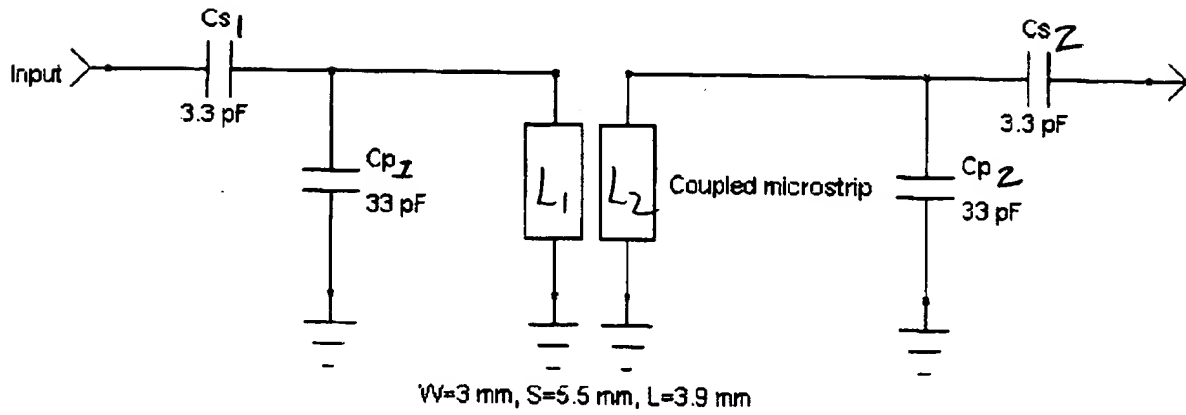 Cs1
Input
3.3 pF
Cp1
33 pF
L1
L2
Coupled microstrip
Cs2
3.3 pF
Cp2
33 pF
W=3 mm, S=5.5 mm, L=3.9 mm